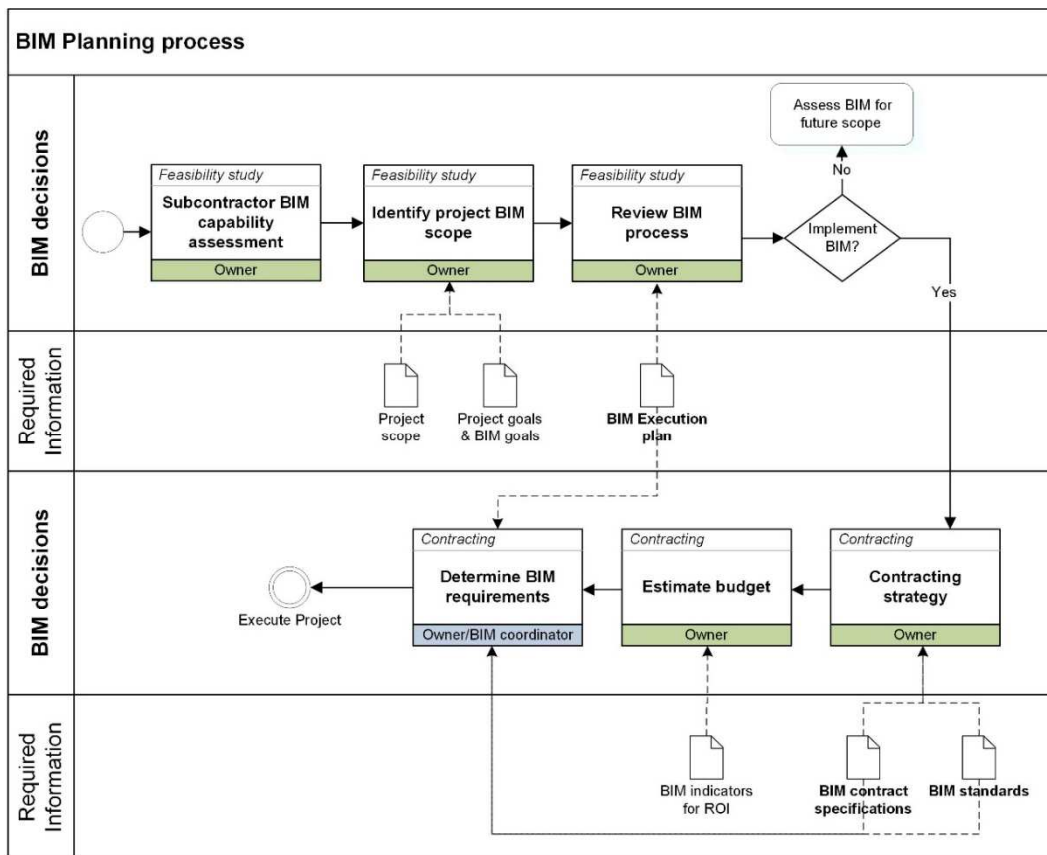 BIM Planning process
BIM decisions
Assess BIM for
future scope
No
Feasibility study
Subcontractor BIM
capability
assessment
Owner
Feasibility study
Identify project BIM
scope
Owner
Feasibility study
Review BIM
process
Owner
Implement
BIM?
Yes
Required
Information
Project
scope
Project goals
& BIM goals
BIM Execution
plan
BIM decisions
Execute Project
Contracting
Determine BIM
requirements
Owner/BIM coordinator
Contracting
Estimate budget
Owner
Contracting
Contracting
strategy
Owner
Required
Information
BIM indicators
for ROI
BIM contract
specifications
BIM standards